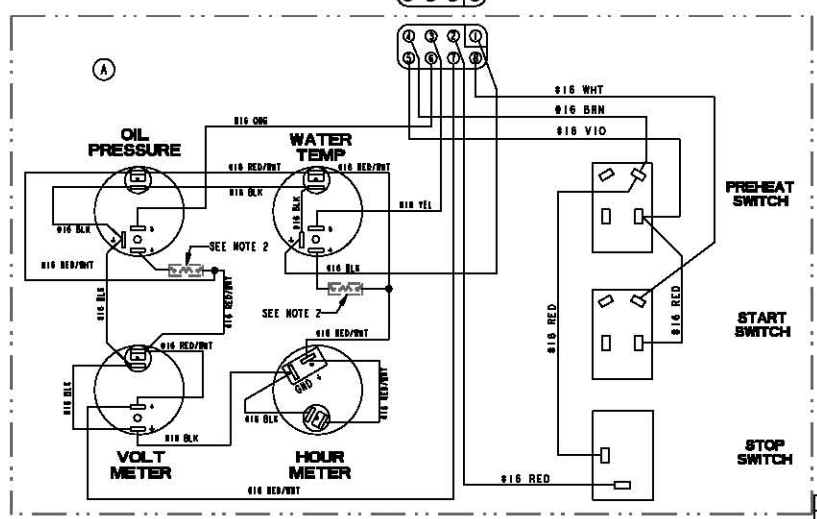 4 3 2 1
5 6 7 8
A
#16 WHT
#16 BRN
#16 VIO
#16 ORG
OIL
PRESSURE
WATER
TEMP
#16 RED/WHT
#16 RED/WHT
#16 BLK
#16 BLK
#16 YEL
#16 BLK
PREHEAT
SWITCH
SEE NOTE 2
#16 RED/WHT
#16 BLK
#16 BLK
#16 RED/WHT
SEE NOTE 2
#16 RED
#16 RED
START
SWITCH
#16 RED/WHT
#16 RED/WHT
GND
#16 BLK
#16 BLK
#16 RED/WHT
#16 BLK
VOLT
METER
HOUR
METER
STOP
SWITCH
#16 RED
#16 RED/WHT